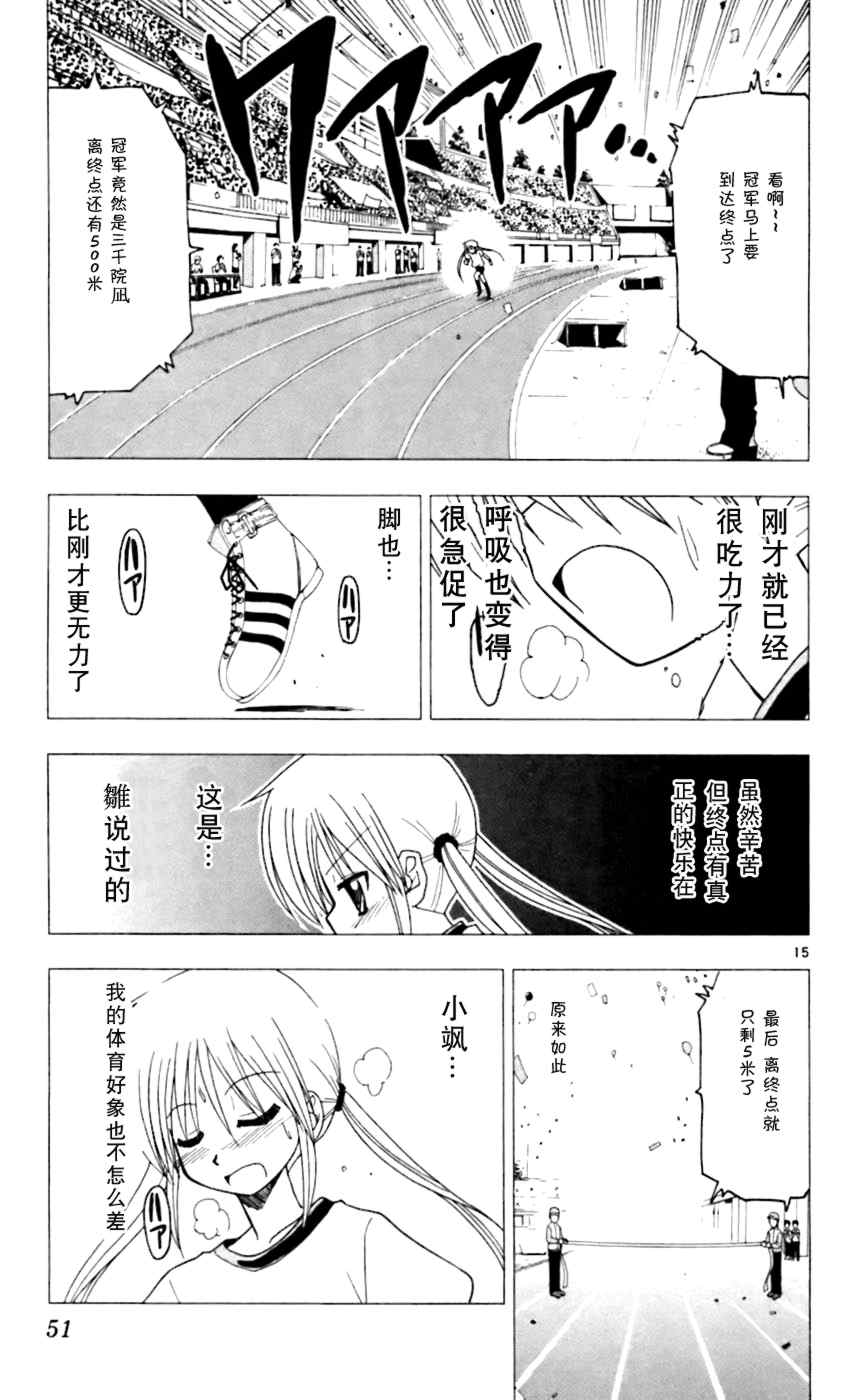 看啊~~
冠军马上要
到达终点了
ワアアア……
冠军竟然是三千院凪
离终点还有500米
刚才就已经
很吃力了…
呼吸也变得
很急促了
脚也…
ハァ
ハァ
比刚才更无力了
虽然辛苦
但终点有真
正的快乐在
这是…
雏说过的
15
最后 离终点就
只剩5米了
原来如此
小飒…
我的体育好象也不怎么差
ハァ
51